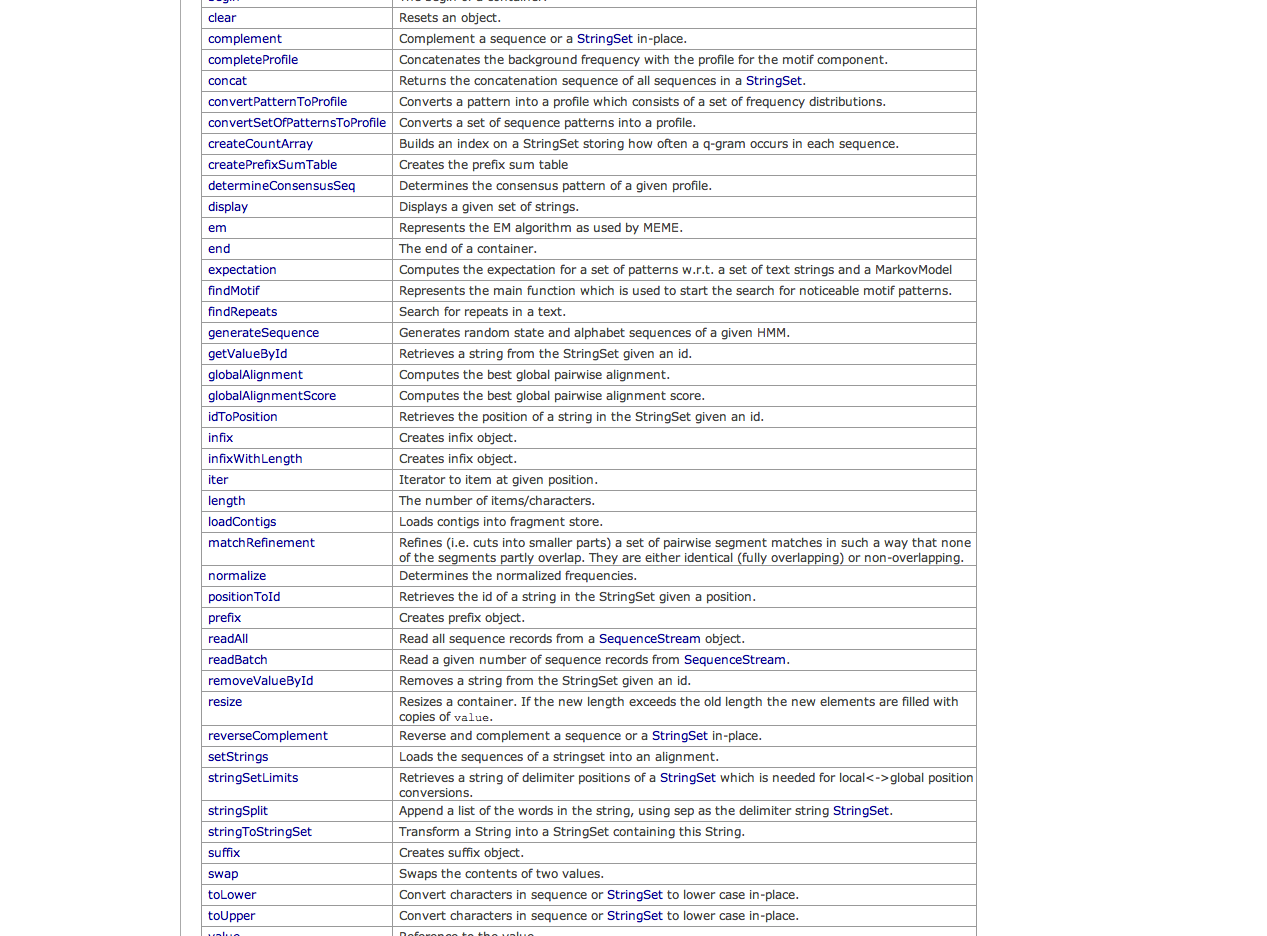 begin The begin of a container.
clear Resets an object.
complement Complement a sequence or a StringSet in-place.
completeProfile Concatenates the background frequency with the profile for the motif component.
concat Returns the concatenation sequence of all sequences in a StringSet.
convertPatternToProfile Converts a pattern into a profile which consists of a set of frequency distributions.
convertSetOfPatternsToProfile Converts a set of sequence patterns into a profile.
createCountArray Builds an index on a StringSet storing how often a q-gram occurs in each sequence.
createPrefixSumTable Creates the prefix sum table
determineConsensusSeq Determines the consensus pattern of a given profile.
display Displays a given set of strings.
em Represents the EM algorithm as used by MEME.
end The end of a container.
expectation Computes the expectation for a set of patterns w.r.t. a set of text strings and a MarkovModel
findMotif Represents the main function which is used to start the search for noticeable motif patterns.
findRepeats Search for repeats in a text.
generateSequence Generates random state and alphabet sequences of a given HMM.
getValueById Retrieves a string from the StringSet given an id.
globalAlignment Computes the best global pairwise alignment.
globalAlignmentScore Computes the best global pairwise alignment score.
idToPosition Retrieves the position of a string in the StringSet given an id.
infix Creates infix object.
infixWithLength Creates infix object.
iter Iterator to item at given position.
length The number of items/characters.
loadContigs Loads contigs into fragment store.
matchRefinement Refines (i.e. cuts into smaller parts) a set of pairwise segment matches in such a way that none
of the segments partly overlap. They are either identical (fully overlapping) or non-overlapping.
normalize Determines the normalized frequencies.
positionToId Retrieves the id of a string in the StringSet given a position.
prefix Creates prefix object.
readAll Read all sequence records from a SequenceStream object.
readBatch Read a given number of sequence records from SequenceStream.
removeValueById Removes a string from the StringSet given an id.
resize Resizes a container. If the new length exceeds the old length the new elements are filled with
copies of value.
reverseComplement Reverse and complement a sequence or a StringSet in-place.
setStrings Loads the sequences of a stringset into an alignment.
stringSetLimits Retrieves a string of delimiter positions of a StringSet which is needed for local<->global position
conversions.
stringSplit Append a list of the words in the string, using sep as the delimiter string StringSet.
stringToStringSet Transform a String into a StringSet containing this String.
suffix Creates suffix object.
swap Swaps the contents of two values.
toLower Convert characters in sequence or StringSet to lower case in-place.
toUpper Convert characters in sequence or StringSet to lower case in-place.
value Reference to the value.